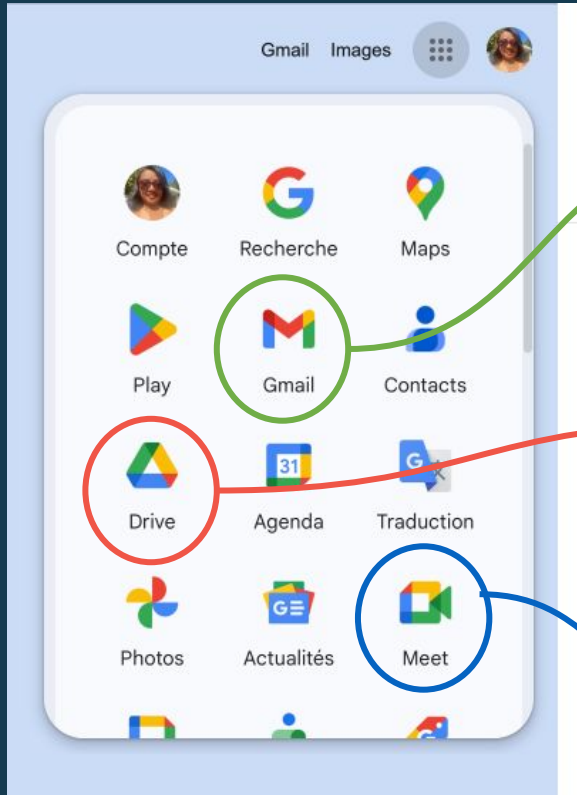 Gmail Images
Compte Recherche Maps
Play Gmail Contacts
31 G
Drive Agenda Traduction
G
Photos Actualités Meet
G